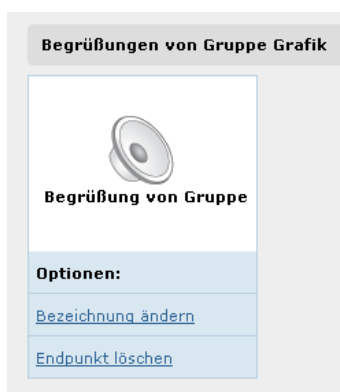 Begrüßungen von Gruppe Grafik
Begrüßung von Gruppe
Optionen:
Bezeichnung ändern
Endpunkt löschen